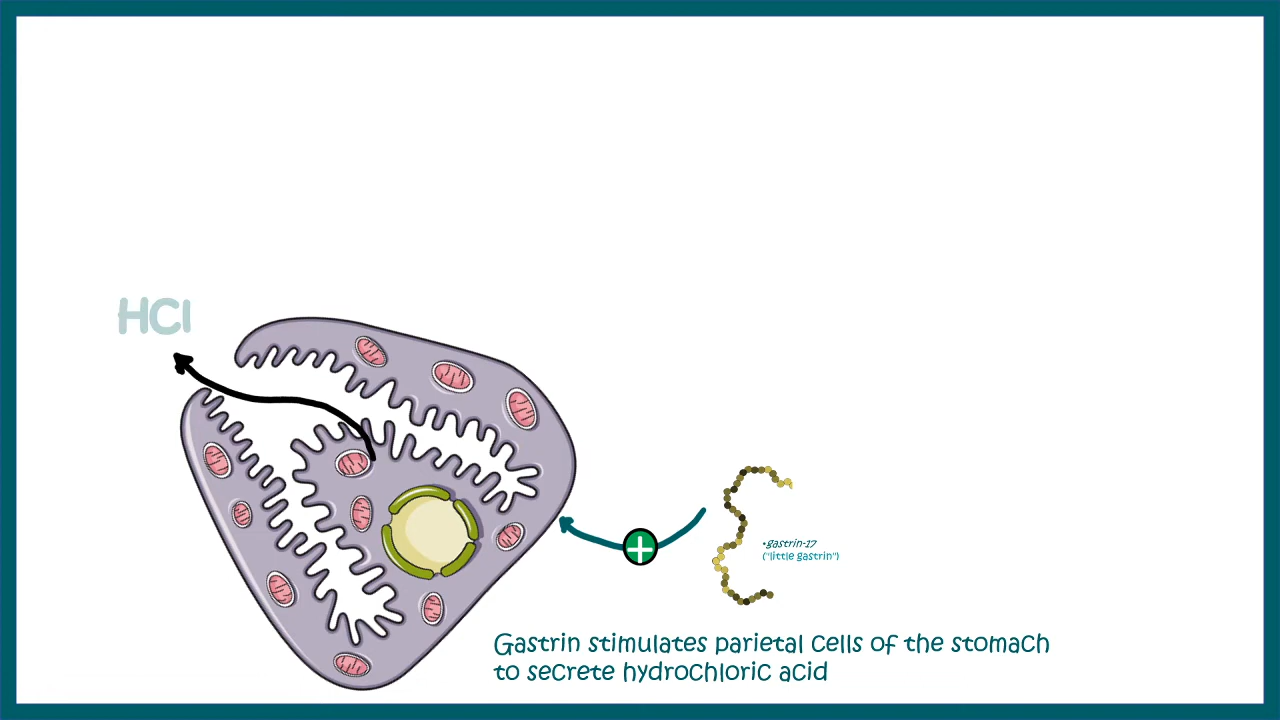 HCl
•gastrin-17
("little gastrin")
Gastrin stimulates parietal cells of the stomach
to secrete hydrochloric acid